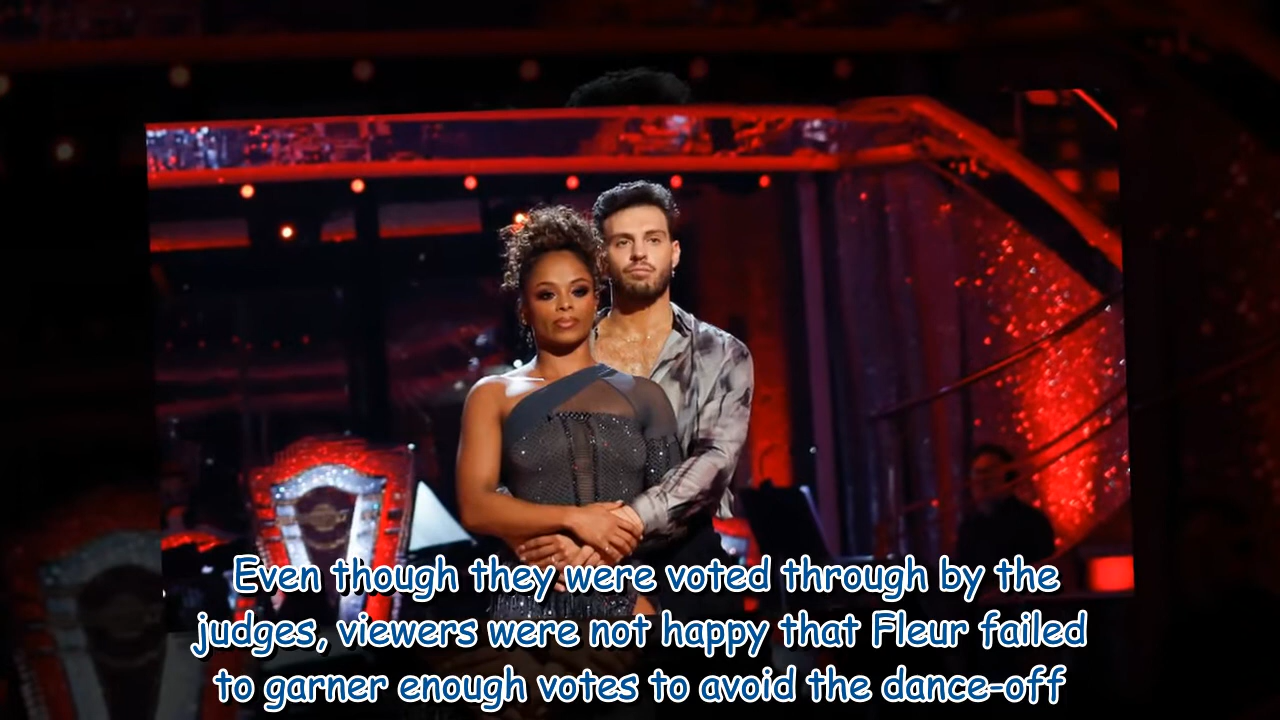 Even though they were voted through by the
judges, viewers were not happy that Fleur failed
to garner enough votes to avoid the dance-off